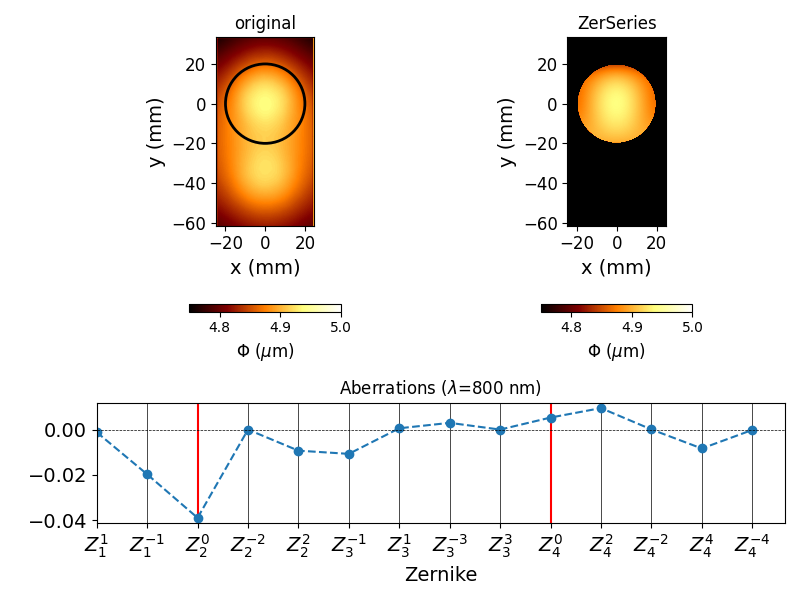 original ZerSeries
20 20
0 0
−20 −20
−40 −40
−60 −60
y (mm) y (mm)
−20 0 20 −20 0 20
x (mm) x (mm)
4.8 4.9 5.0 4.8 4.9 5.0
Φ (μm) Φ (μm)
Aberrations (λ=800 nm)
0.00
−0.02
−0.04
Z₁¹ Z₁⁻¹ Z₂⁰ Z₂⁻² Z₂² Z₃⁻¹ Z₃¹ Z₃⁻³ Z₃³ Z₄⁰ Z₄² Z₄⁻² Z₄⁴ Z₄⁻⁴
Zernike